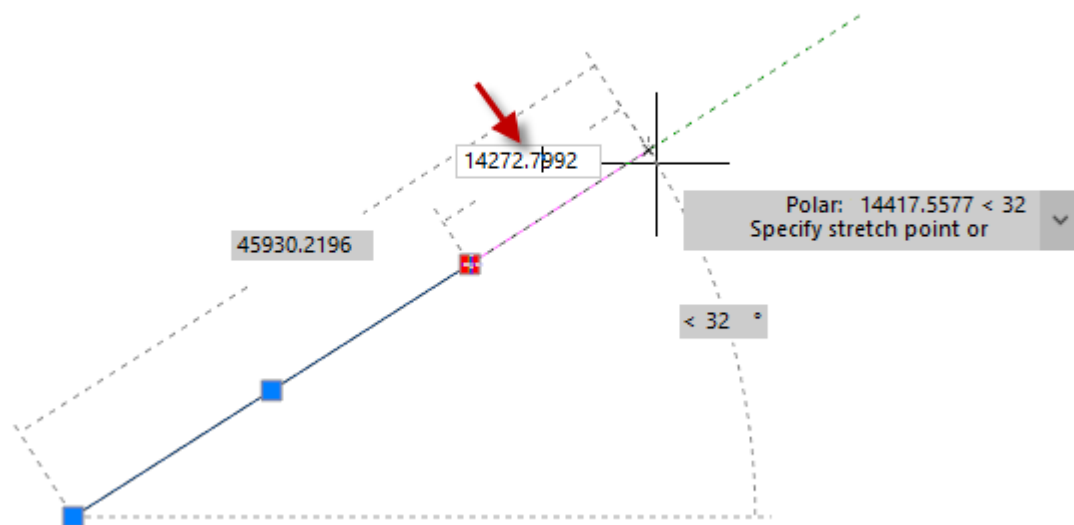 14272.7992
Polar: 14417.5577 < 32
Specify stretch point or
45930.2196
< 32 °